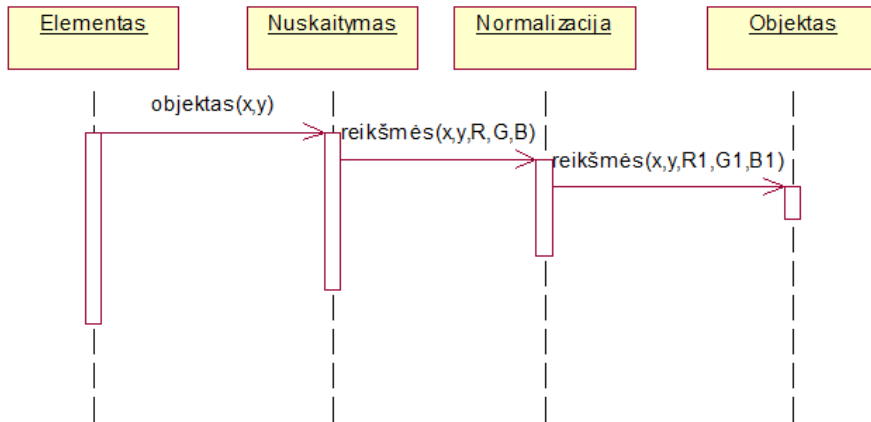 Elementas
Nuskaitymas
Normalizacija
Objektas
objektas(x,y)
reikšmės(x,y,R,G,B)
reikšmės(x,y,R1,G1,B1)